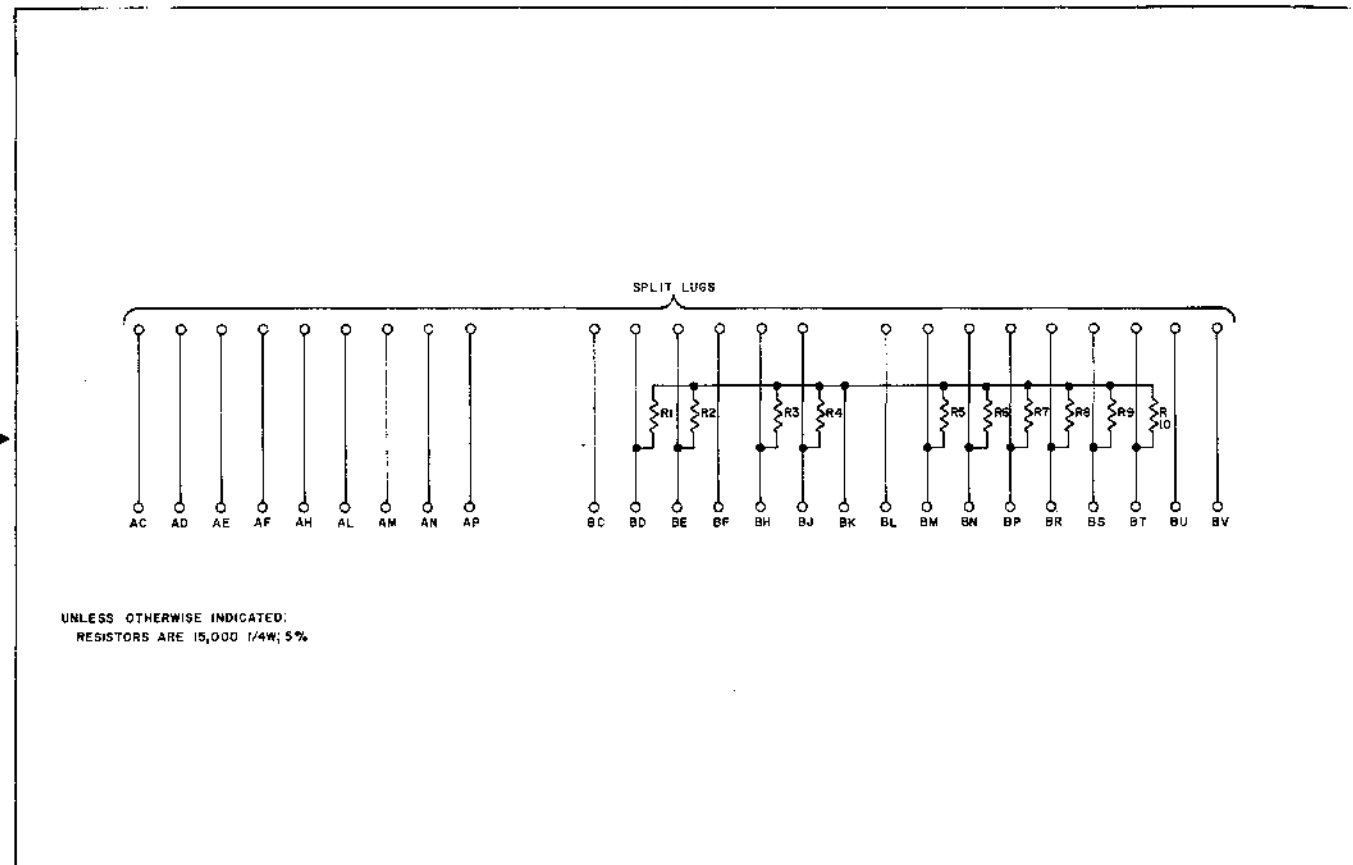 SPLIT LUGS
R1 R2 R3 R4 R5 R6 R7 R8 R9 R
10
AC AD AE AF AH AL AM AN AP BC BD BE BF BH BJ BK BL BM BN BP BR BS BT BU BV
UNLESS OTHERWISE INDICATED:
RESISTORS ARE 15,000 1/4W; 5%